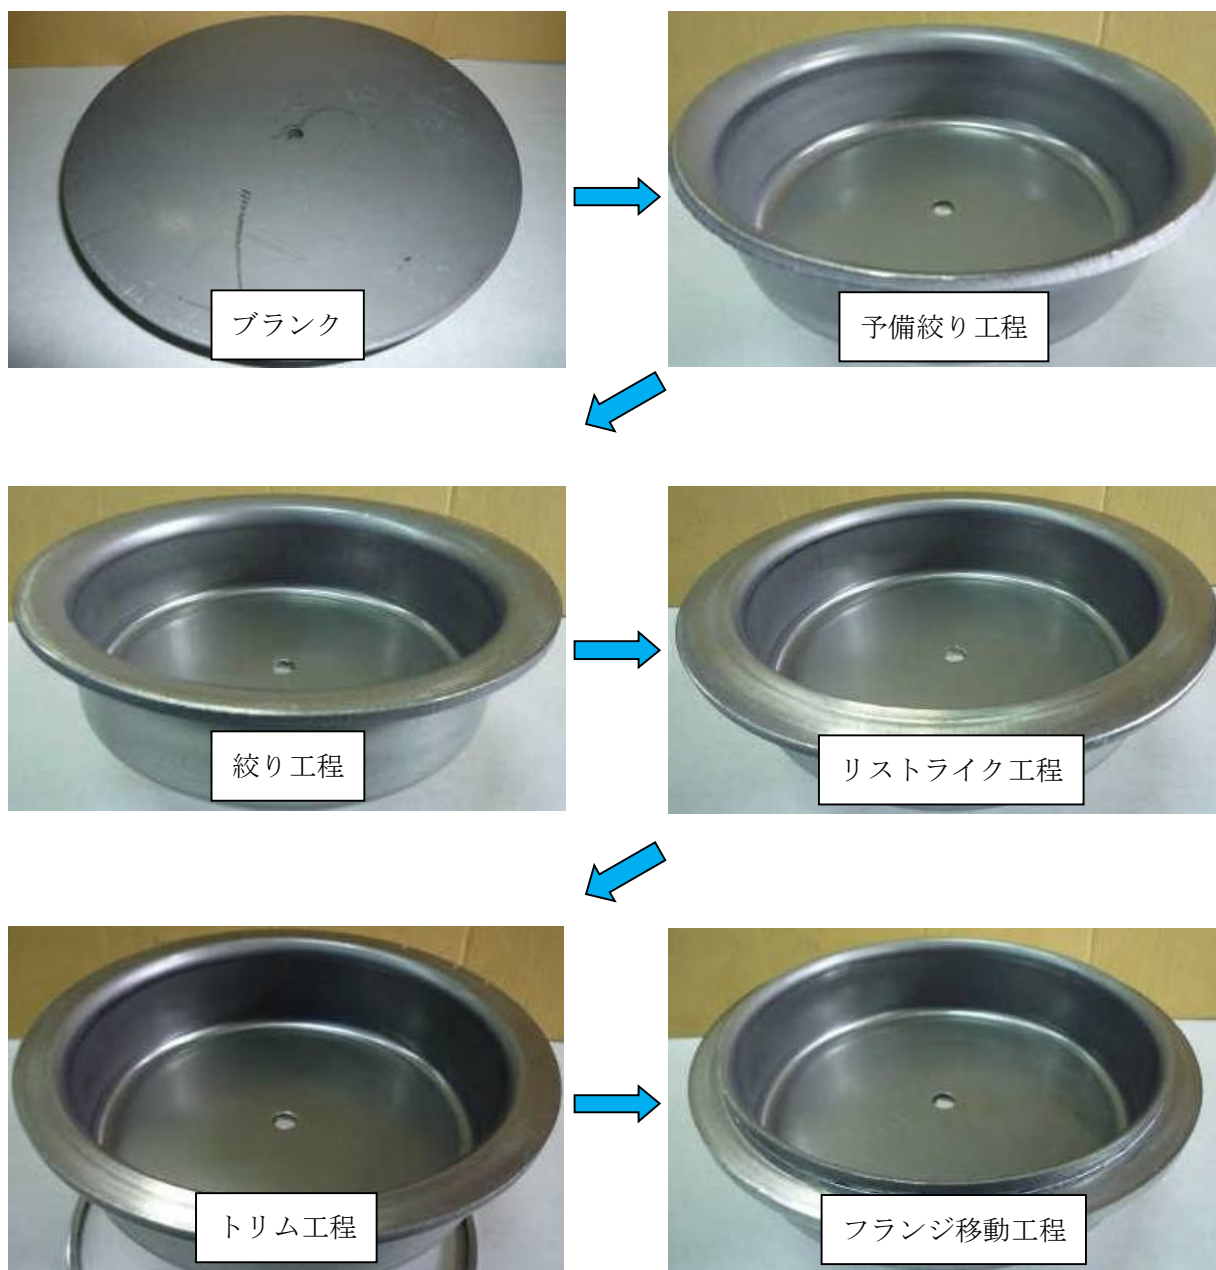 ブランク
予備絞り工程
絞り工程
リストライク工程
トリム工程
フランジ移動工程